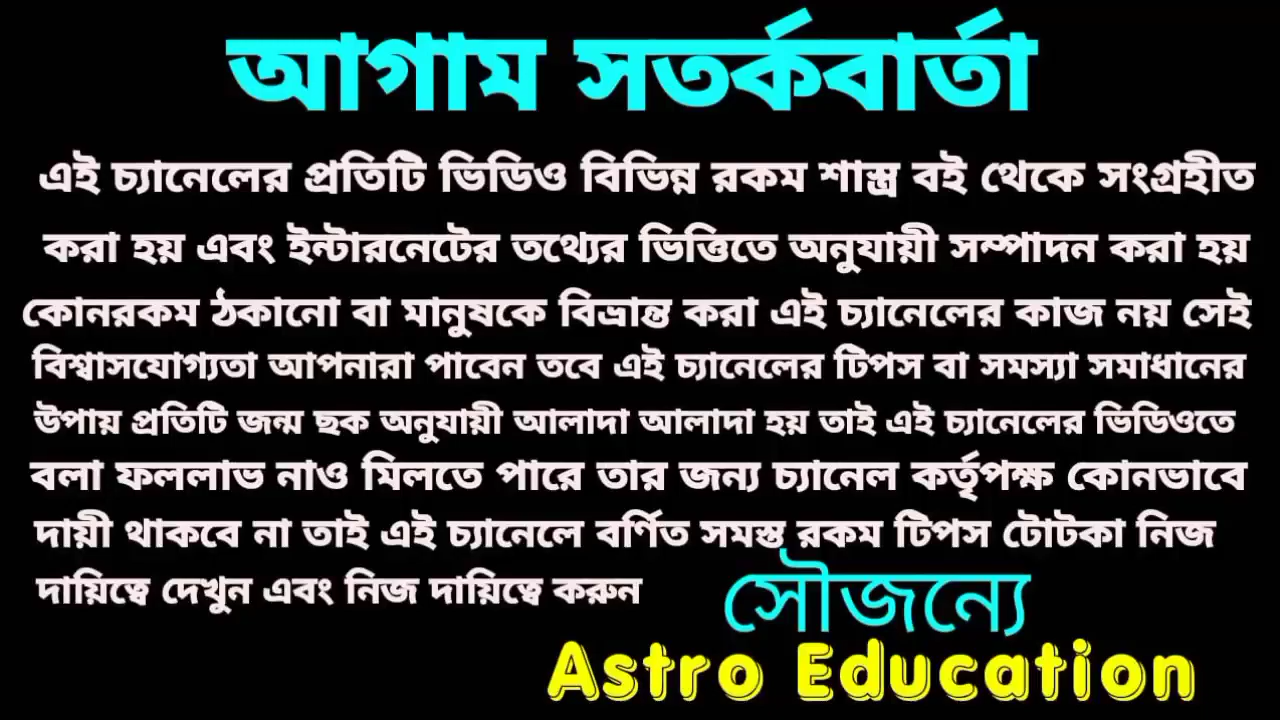 আগাম সতর্কবার্তা
এই চ্যানেলের প্রতিটি ভিডিও বিভিন্ন রকম শাস্ত্র বই থেকে সংগ্রহীত
করা হয় এবং ইন্টারনেটের তথ্যের ভিত্তিতে অনুযায়ী সম্পাদন করা হয়
কোনরকম ঠকানো বা মানুষকে বিভ্রান্ত করা এই চ্যানেলের কাজ নয় সেই
বিশ্বাসযোগ্যতা আপনারা পাবেন তবে এই চ্যানেলের টিপস বা সমস্যা সমাধানের
উপায় প্রতিটি জন্ম ছক অনুযায়ী আলাদা আলাদা হয় তাই এই চ্যানেলের ভিডিওতে
বলা ফললাভ নাও মিলতে পারে তার জন্য চ্যানেল কর্তৃপক্ষ কোনভাবে
দায়ী থাকবে না তাই এই চ্যানেলে বর্ণিত সমস্ত রকম টিপস টোটকা নিজ
দায়িত্বে দেখুন এবং নিজ দায়িত্বে করুন
সৌজন্যে
Astro Education